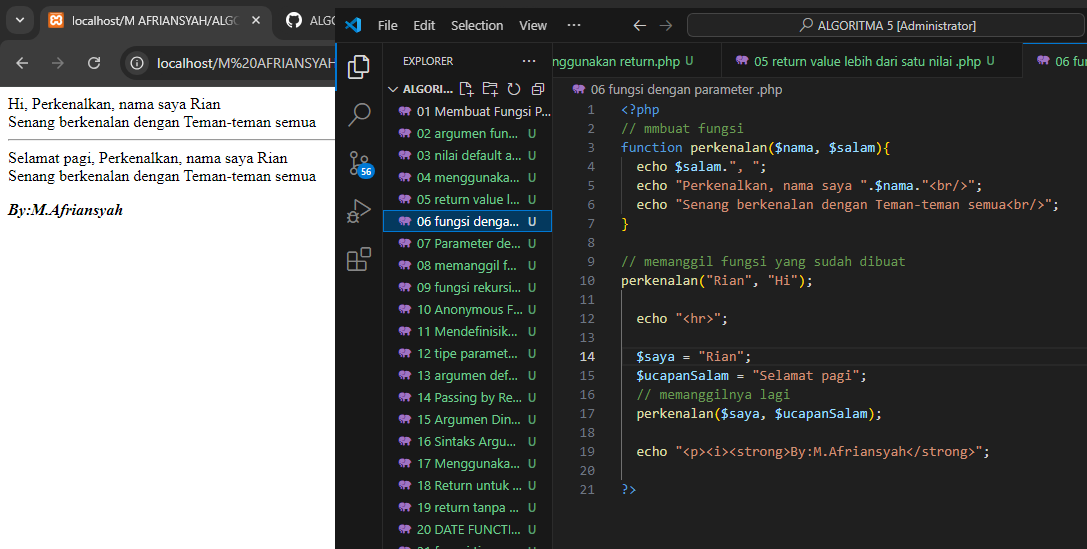 localhost/M AFRIANSYAH/ALGO
ALGO
localhost/M%20AFRIANSYAH
Hi, Perkenalkan, nama saya Rian
Senang berkenalan dengan Teman-teman semua
Selamat pagi, Perkenalkan, nama saya Rian
Senang berkenalan dengan Teman-teman semua
By:M.Afriansyah
File Edit Selection View ···
ALGORITMA 5 [Administrator]
EXPLORER ···
ALGORI...
56
01 Membuat Fungsi P...
02 argumen fun... U
03 nilai default a... U
04 menggunaka... U
05 return value l... U
06 fungsi denga... U
07 Parameter de... U
08 memanggil f... U
09 fungsi rekursi... U
10 Anonymous F... U
11 Mendefinisik... U
12 tipe paramet... U
13 argumen def... U
14 Passing by Re... U
15 Argumen Din... U
16 Sintaks Argu... U
17 Menggunaka... U
18 Return untuk ... U
19 return tanpa ... U
20 DATE FUNCTI... U
nggunakan return.php U
05 return value lebih dari satu nilai .php U
06 fun
06 fungsi dengan parameter .php
1 <?php
2 // mmbuat fungsi
3 function perkenalan($nama, $salam){
4 echo $salam.", ";
5 echo "Perkenalkan, nama saya ".$nama."<br/>";
6 echo "Senang berkenalan dengan Teman-teman semua<br/>";
7 }
8
9 // memanggil fungsi yang sudah dibuat
10 perkenalan("Rian", "Hi");
11
12 echo "<hr>";
13
14 $saya = "Rian";
15 $ucapanSalam = "Selamat pagi";
16 // memanggilnya lagi
17 perkenalan($saya, $ucapanSalam);
18
19 echo "<p><i><strong>By:M.Afriansyah</strong>";
20
21 ?>